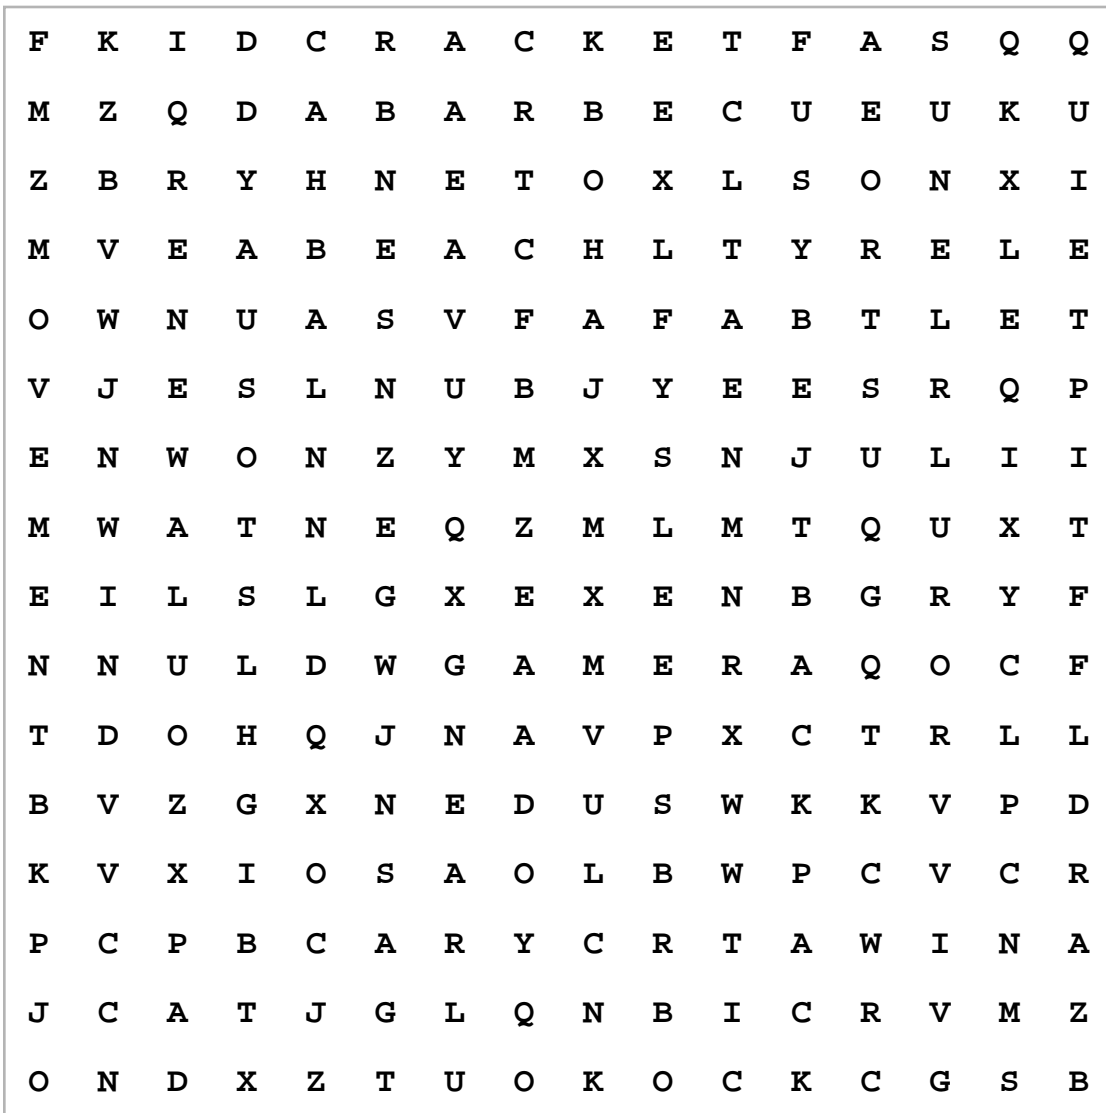 F K I D C R A C K E T F A S Q Q
M Z Q D A B A R B E C U E U K U
Z B R Y H N E T O X L S O N X I
M V E A B E A C H L T Y R E L E
O W N U A S V F A F A B T L E T
V J E S L N U B J Y E E S R Q P
E N W O N Z Y M X S N J U L I I
M W A T N E Q Z M L M T Q U X T
E I L S L G X E X E N B G R Y F
N N U L D W G A M E R A Q O C F
T D O H Q J N A V P X C T R L L
B V Z G X N E D U S W K K V P D
K V X I O S A O L B W P C V C R
P C P B C A R Y C R T A W I N A
J C A T J G L Q N B I C R V M Z
O N D X Z T U O K O C K C G S B